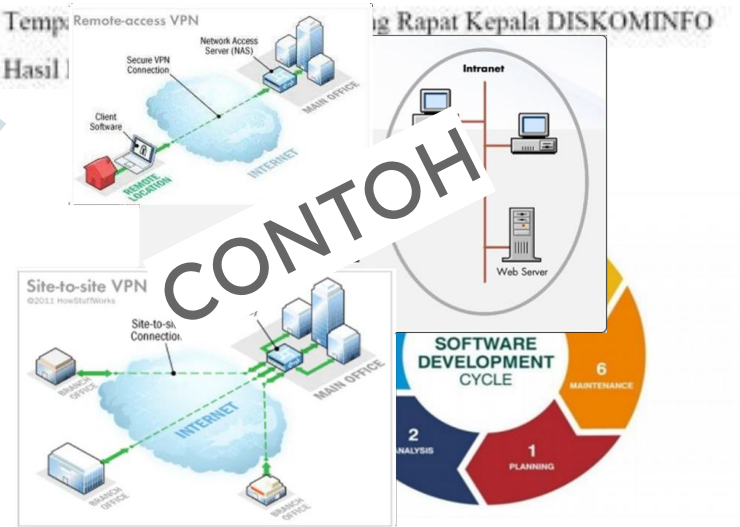 Remote-access VPN
ng Rapat Kepala DISKOMINFO
Hasil
Network Access
Server (NAS)
Secure VPN
Connection
MAIN OFFICE
Client
Software
INTERNET
REMOTE
LOCATION
Intranet
Web Server
CONTOH
Site-to-site VPN
©2011 HowStuffWorks
Connection
MAIN OFFICE
BRANCH
OFFICE
INTERNET
BRANCH
OFFICE
BRANCH
OFFICE
SOFTWARE
DEVELOPMENT
CYCLE
6
MAINTENANCE
2
ANALYSIS
1
PLANNING